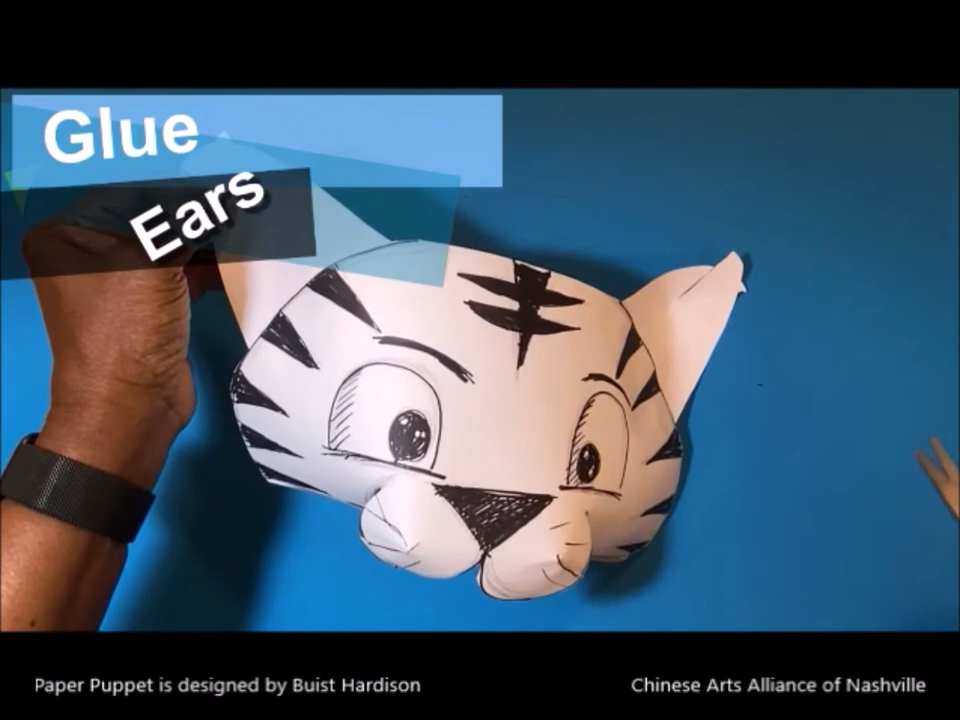 Glue
Ears
Paper Puppet is designed by Buist Hardison
Chinese Arts Alliance of Nashville